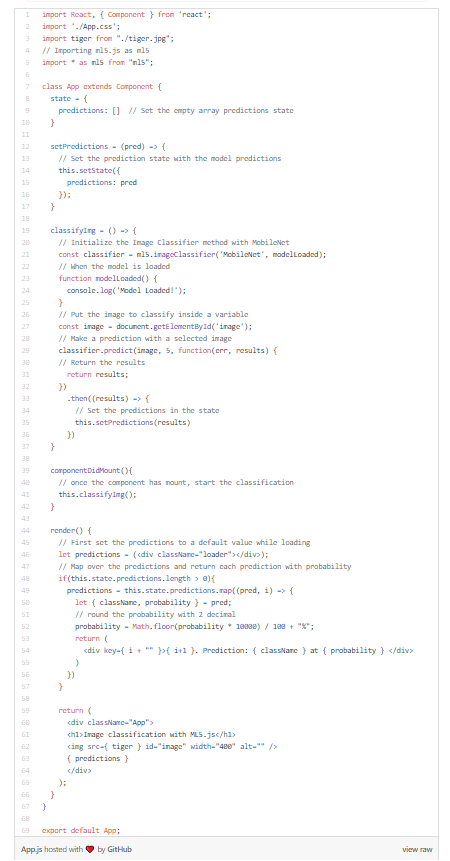 1 import React, { Component } from 'react';
2 import './App.css';
3 import tiger from "./tiger.jpg";
4 // Importing ml5.js as ml5
5 import * as ml5 from "ml5";
6
7 class App extends Component {
8 state = {
9 predictions: [] // Set the empty array predictions state
10 }
11
12 setPredictions = (pred) => {
13 // Set the prediction state with the model predictions
14 this.setState({
15 predictions: pred
16 });
17 }
18
19 classifyImg = () => {
20 // Initialize the Image Classifier method with MobileNet
21 const classifier = ml5.imageClassifier('MobileNet', modelLoaded);
22 // When the model is loaded
23 function modelLoaded() {
24 console.log('Model Loaded!');
25 }
26 // Put the image to classify inside a variable
27 const image = document.getElementById('image');
28 // Make a prediction with a selected image
29 classifier.predict(image, 5, function(err, results) {
30 // Return the results
31 return results;
32 })
33 .then((results) => {
34 // Set the predictions in the state
35 this.setPredictions(results)
36 })
37 }
38
39 componentDidMount(){
40 // once the component has mount, start the classification
41 this.classifyImg();
42 }
43
44 render() {
45 // First set the predictions to a default value while loading
46 let predictions = (<div className="loader"></div>);
47 // Map over the predictions and return each prediction with probability
48 if(this.state.predictions.length > 0){
49 predictions = this.state.predictions.map((pred, i) => {
50 let { className, probability } = pred;
51 // round the probability with 2 decimal
52 probability = Math.floor(probability * 10000) / 100 + "%";
53 return (
54 <div key={ i + "" }>{ i+1 }. Prediction: { className } at { probability } </div>
55 )
56 })
57 }
58
59 return (
60 <div className="App">
61 <h1>Image classification with ML5.js</h1>
62 <img src={ tiger } id="image" width="400" alt="" />
63 { predictions }
64 </div>
65 );
66 }
67 }
68
69 export default App;
App.js hosted with ❤ by GitHub view raw